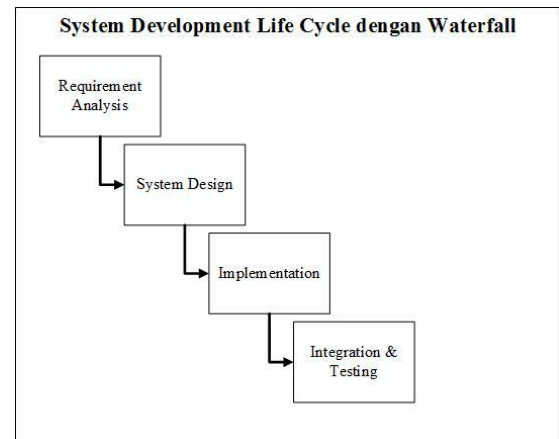 System Development Life Cycle dengan Waterfall
Requirement
Analysis
System Design
Implementation
Integration &
Testing